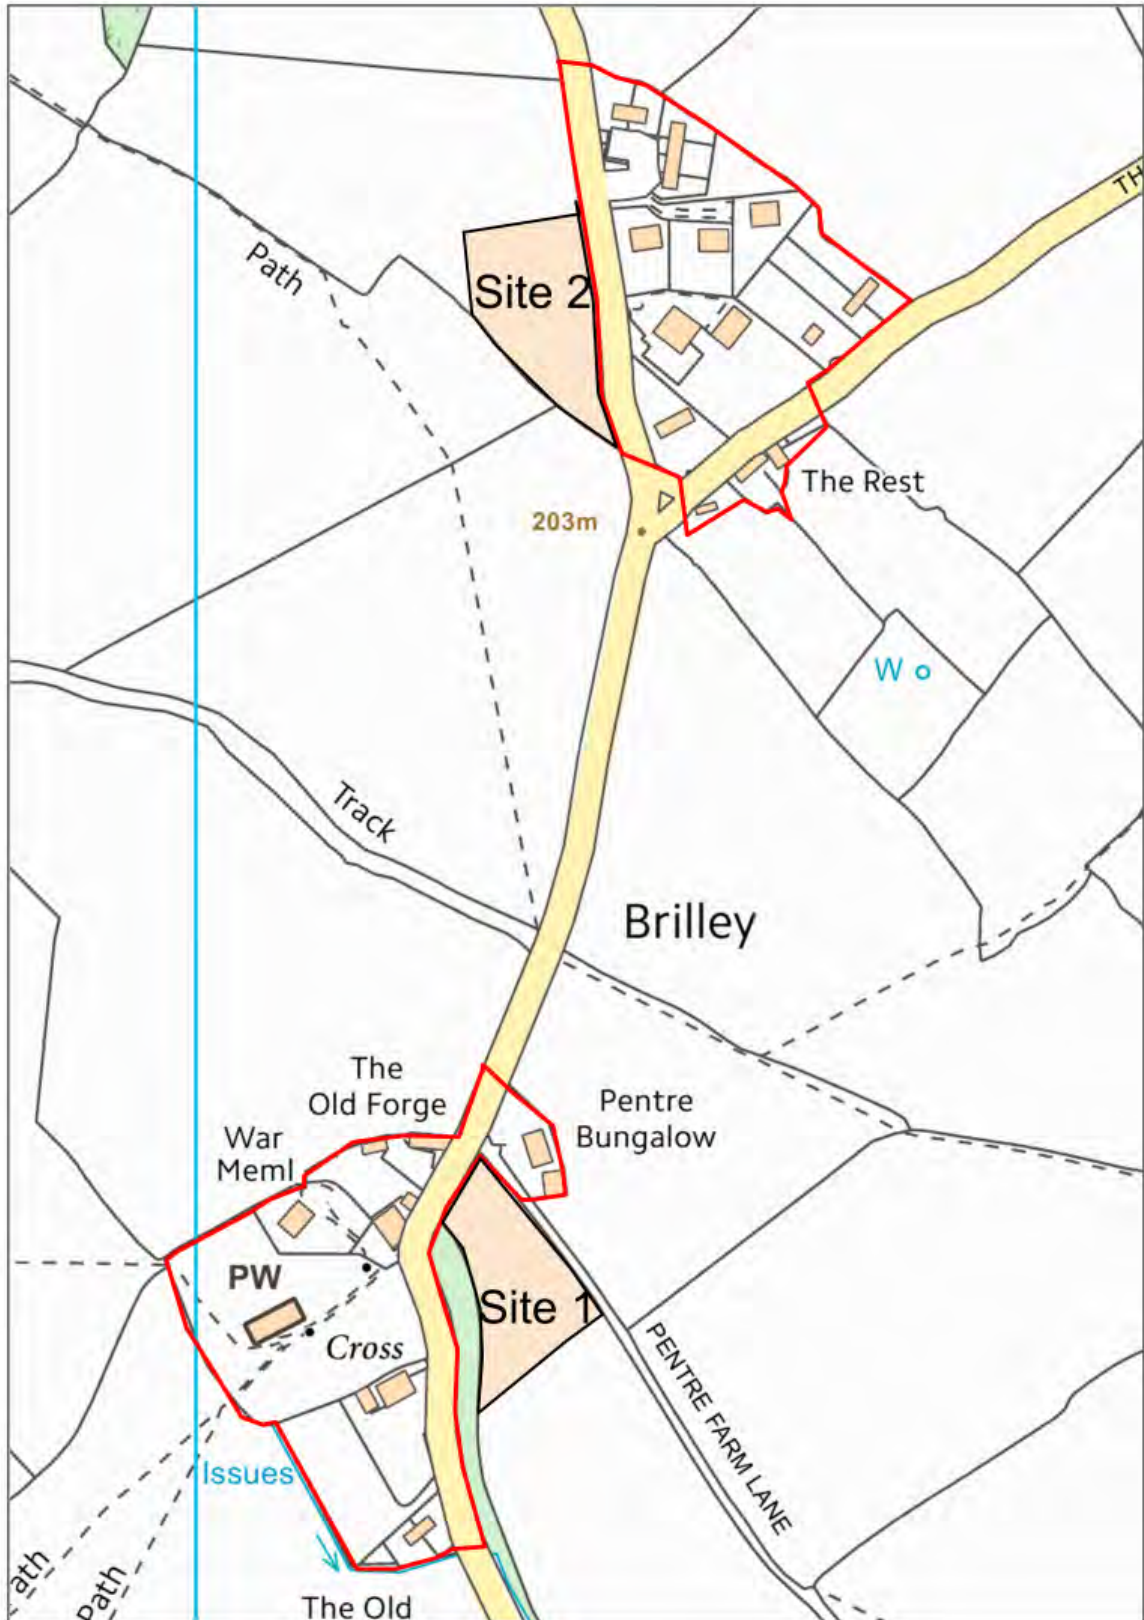 TH
Path
Site 2
The Rest
203m
W
Track
Brilley
The
Old Forge
Pentre
Bungalow
War
Meml
PW
Site 1
Cross
PENTRE FARM LANE
Issues
ath
Path
The Old